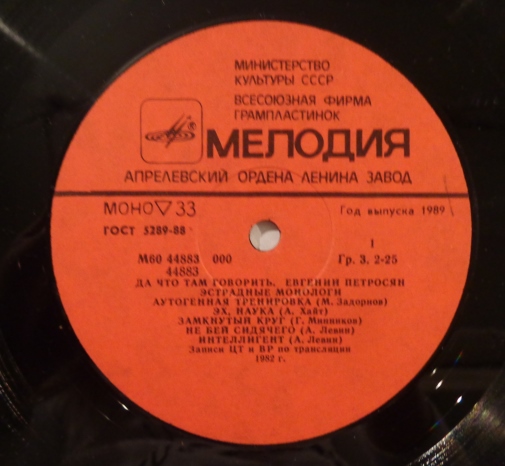 МИНИСТЕРСТВО
КУЛЬТУРЫ СССР
ВСЕСОЮЗНАЯ ФИРМА
ГРАМПЛАСТИНОК
МЕЛОДИЯ
АПРЕЛЕВСКИЙ ОРДЕНА ЛЕНИНА ЗАВОД
МОНО ▽ 33 Год выпуска 1989
ГОСТ 5289-88
1
М60 44883 000 Гр. 3. 2-25
44883
ДА ЧТО ТАМ ГОВОРИТЬ. ЕВГЕНИЙ ПЕТРОСЯН
ЭСТРАДНЫЕ МОНОЛОГИ
АУТОГЕННАЯ ТРЕНИРОВКА (М. Задорнов)
ЭХ, НАУКА (А. Хайт)
ЗАМКНУТЫЙ КРУГ (Г. Минников)
НЕ БЕЙ СИДЯЧЕГО (А. Левин)
ИНТЕЛЛИГЕНТ (А. Левин)
Записи ЦТ и ВР по трансляции
1982 г.